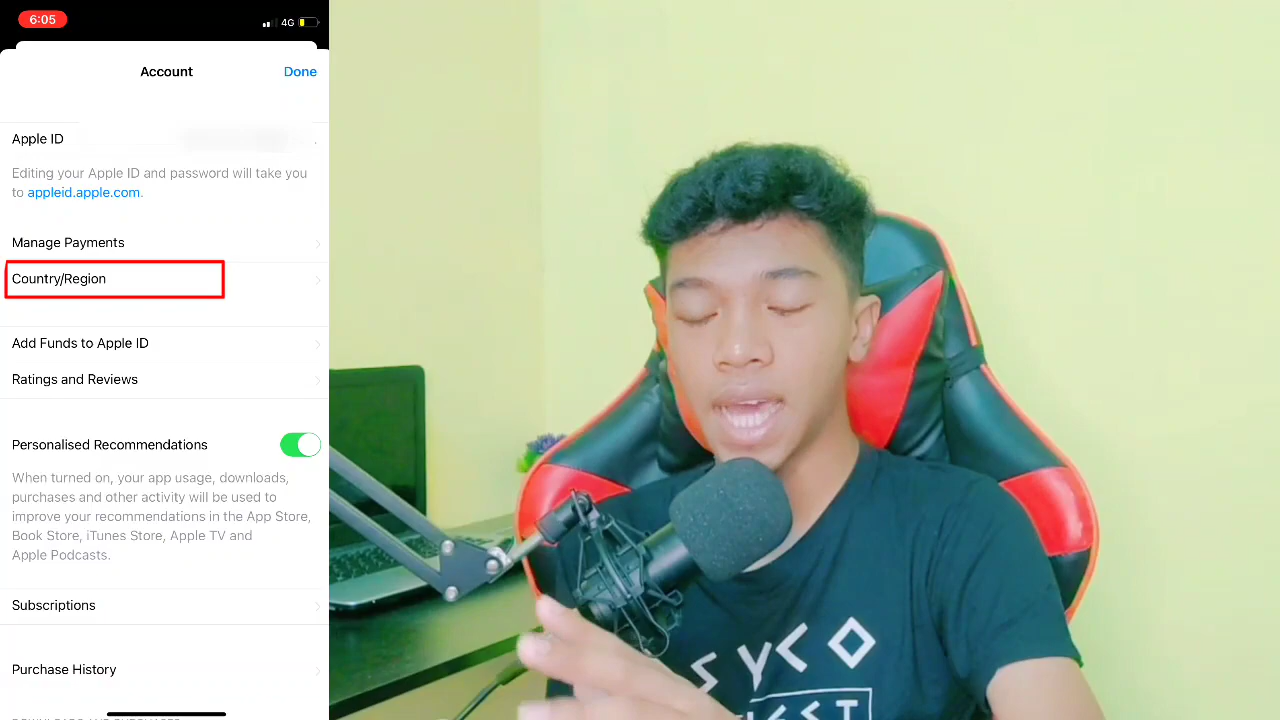 6:05
4G
Account
Done
Apple ID
Editing your Apple ID and password will take you
to appleid.apple.com.
Manage Payments
Country/Region
Add Funds to Apple ID
Ratings and Reviews
Personalised Recommendations
When turned on, your app usage, downloads,
purchases and other activity will be used to
improve your recommendations in the App Store,
Book Store, iTunes Store, Apple TV and
Apple Podcasts.
Subscriptions
Purchase History